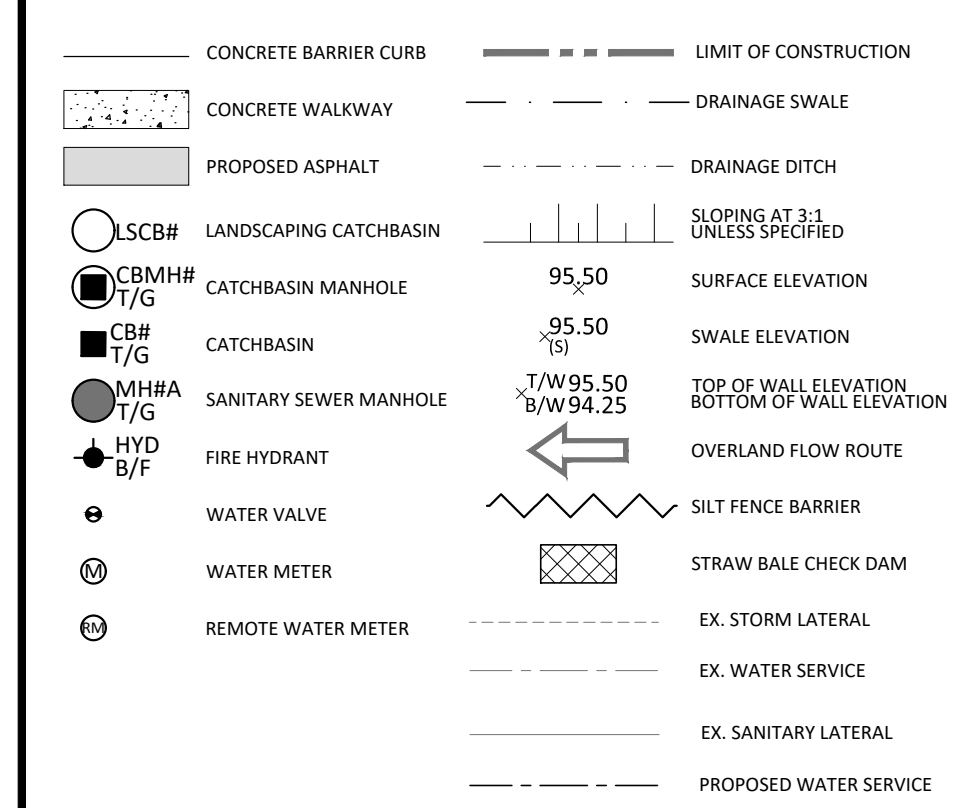 CONCRETE BARRIER CURB
CONCRETE WALKWAY
PROPOSED ASPHALT
LSCB#
LANDSCAPING CATCHBASIN
CBMH#
T/G
CATCHBASIN MANHOLE
CB#
T/G
CATCHBASIN
MH#A
T/G
SANITARY SEWER MANHOLE
HYD
B/F
FIRE HYDRANT
WATER VALVE
M
WATER METER
RM
REMOTE WATER METER
LIMIT OF CONSTRUCTION
DRAINAGE SWALE
DRAINAGE DITCH
SLOPING AT 3:1
UNLESS SPECIFIED
95.50
SURFACE ELEVATION
95.50
(S)
SWALE ELEVATION
T/W 95.50
B/W 94.25
TOP OF WALL ELEVATION
BOTTOM OF WALL ELEVATION
OVERLAND FLOW ROUTE
SILT FENCE BARRIER
STRAW BALE CHECK DAM
EX. STORM LATERAL
EX. WATER SERVICE
EX. SANITARY LATERAL
PROPOSED WATER SERVICE